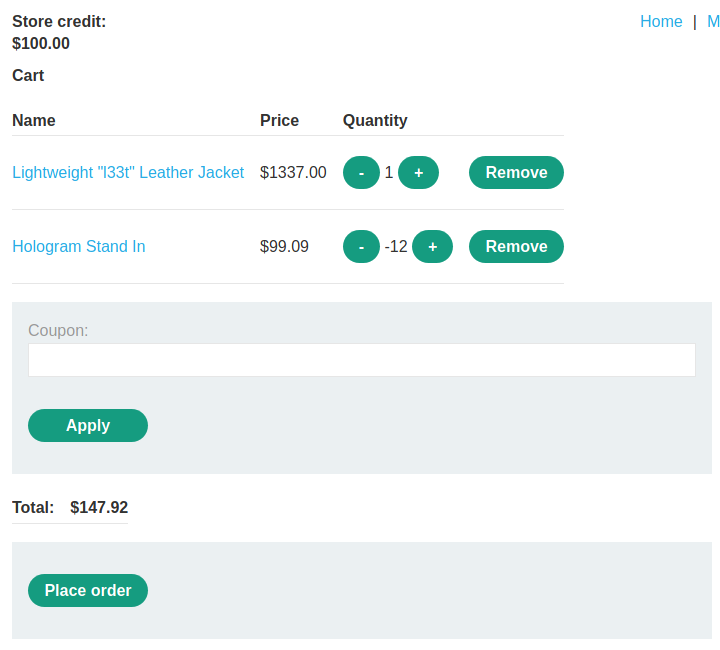 Store credit:
$100.00
Home | M
Cart
Name Price Quantity
Lightweight "l33t" Leather Jacket $1337.00 - 1 + Remove
Hologram Stand In $99.09 - -12 + Remove
Coupon:
Apply
Total: $147.92
Place order